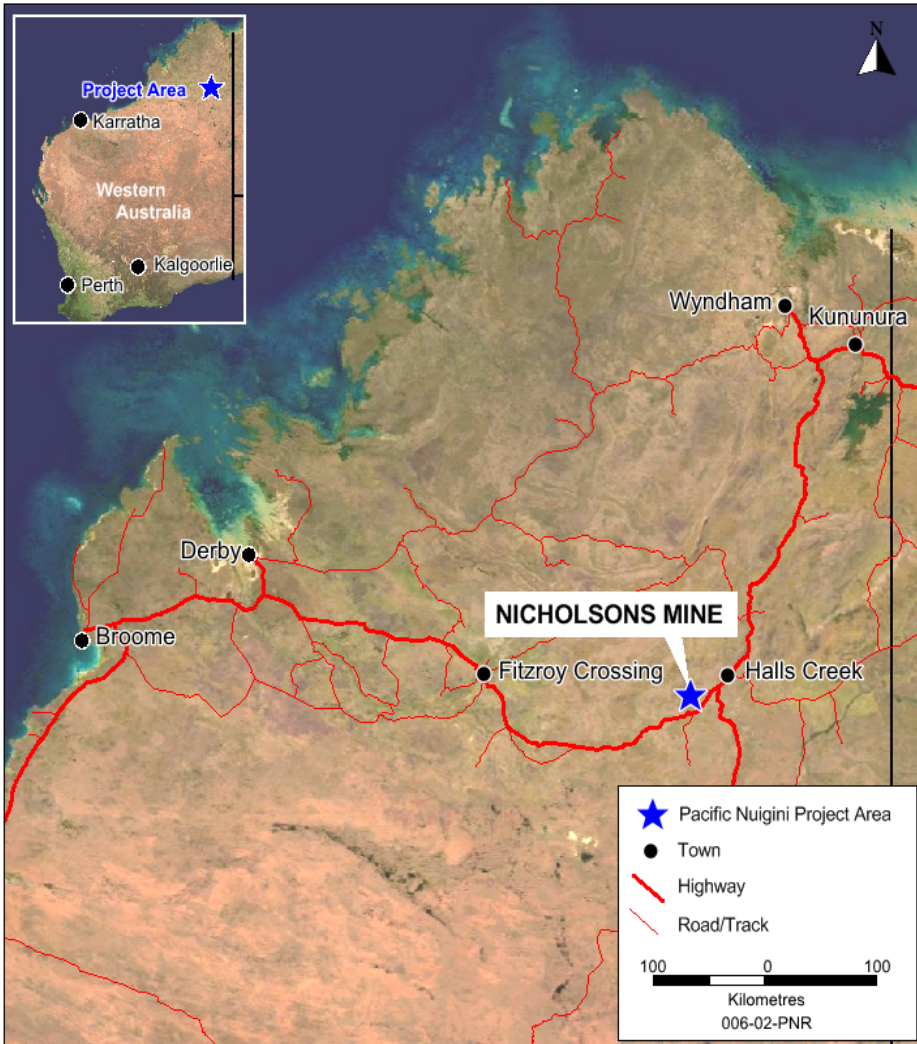 N
Project Area
Karratha
Western
Australia
Kalgoorlie
Perth
Wyndham
Kununura
Derby
NICHOLSONS MINE
Broome
Fitzroy Crossing
Halls Creek
Pacific Nuigini Project Area
Town
Highway
Road/Track
100 0 100
Kilometres
006-02-PNR